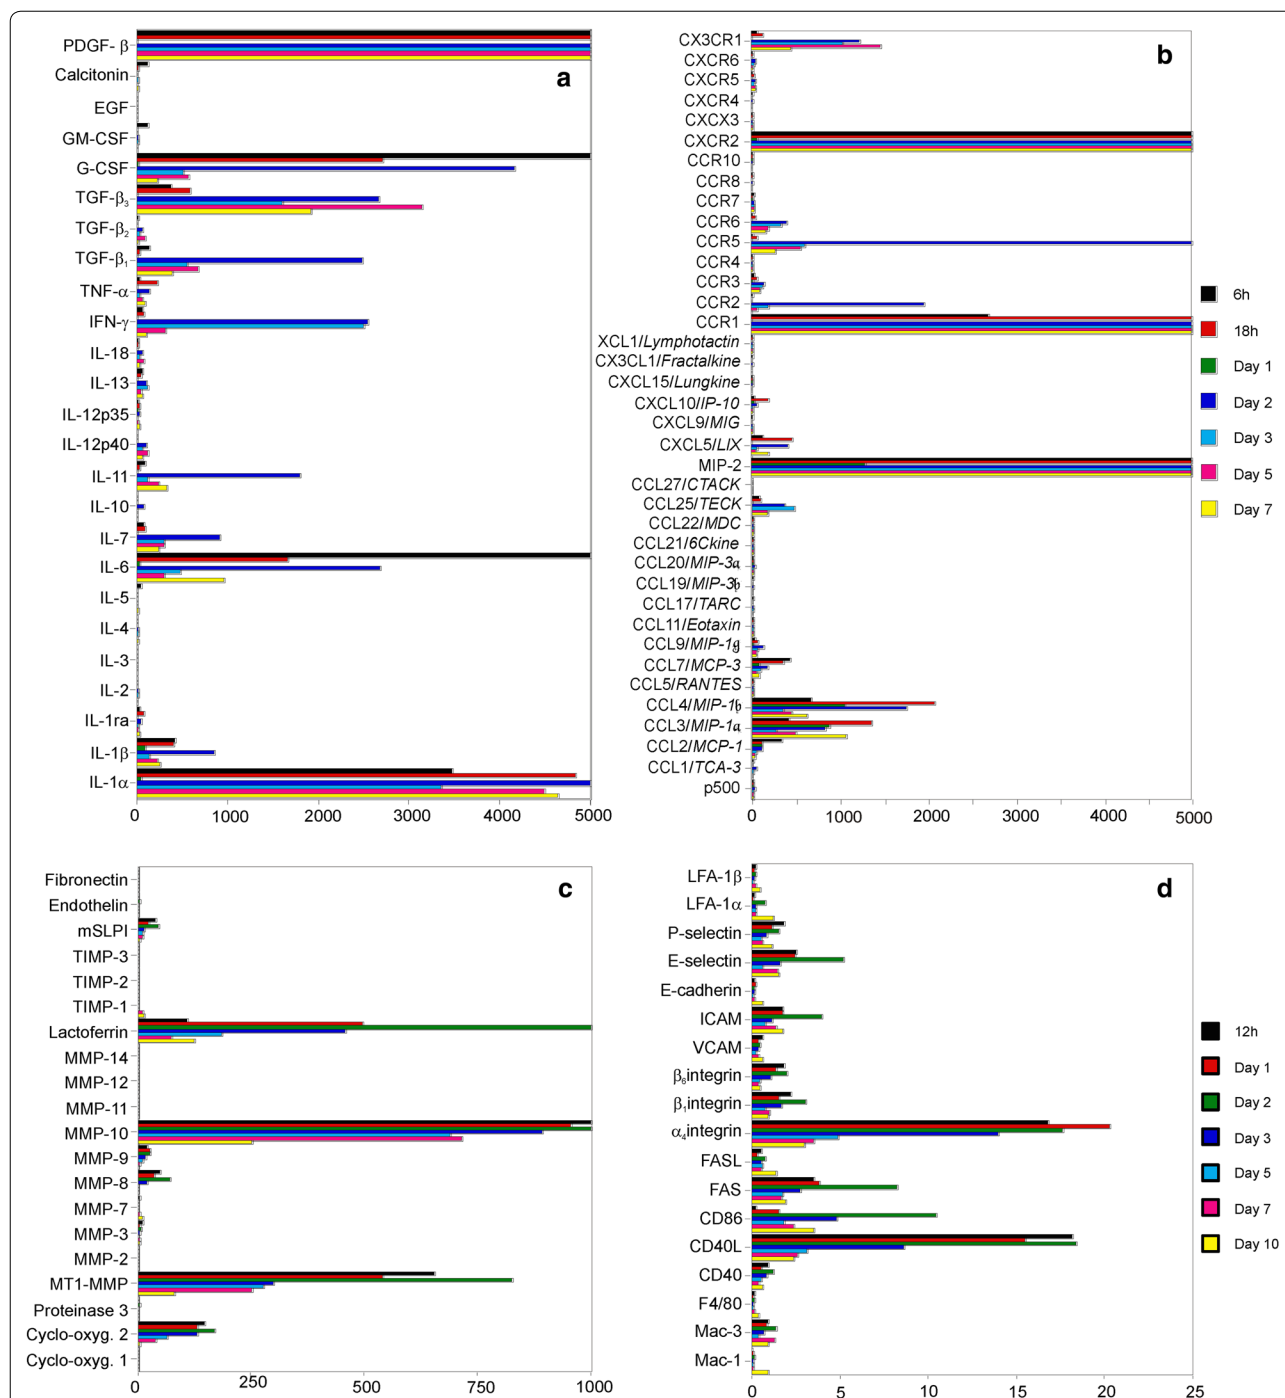 a
PDGF- β
Calcitonin
EGF
GM-CSF
G-CSF
TGF-β3
TGF-β2
TGF-β1
TNF-α
IFN-γ
IL-18
IL-13
IL-12p35
IL-12p40
IL-11
IL-10
IL-7
IL-6
IL-5
IL-4
IL-3
IL-2
IL-1ra
IL-1β
IL-1α
0 1000 2000 3000 4000 5000
b
CX3CR1
CXCR6
CXCR5
CXCR4
CXCX3
CXCR2
CCR10
CCR8
CCR7
CCR6
CCR5
CCR4
CCR3
CCR2
CCR1
XCL1/Lymphotactin
CX3CL1/Fractalkine
CXCL15/Lungkine
CXCL10/IP-10
CXCL9/MIG
CXCL5/LIX
MIP-2
CCL27/CTACK
CCL25/TECK
CCL22/MDC
CCL21/6Ckine
CCL20/MIP-3α
CCL19/MIP-3b
CCL17/TARC
CCL11/Eotaxin
CCL9/MIP-1g
CCL7/MCP-3
CCL5/RANTES
CCL4/MIP-1b
CCL3/MIP-1α
CCL2/MCP-1
CCL1/TCA-3
p500
0 1000 2000 3000 4000 5000
6h
18h
Day 1
Day 2
Day 3
Day 5
Day 7
c
Fibronectin
Endothelin
mSLPI
TIMP-3
TIMP-2
TIMP-1
Lactoferrin
MMP-14
MMP-12
MMP-11
MMP-10
MMP-9
MMP-8
MMP-7
MMP-3
MMP-2
MT1-MMP
Proteinase 3
Cyclo-oxyg. 2
Cyclo-oxyg. 1
0 250 500 750 1000
d
LFA-1β
LFA-1α
P-selectin
E-selectin
E-cadherin
ICAM
VCAM
β6integrin
β1integrin
α4integrin
FASL
FAS
CD86
CD40L
CD40
F4/80
Mac-3
Mac-1
0 5 10 15 20 25
12h
Day 1
Day 2
Day 3
Day 5
Day 7
Day 10